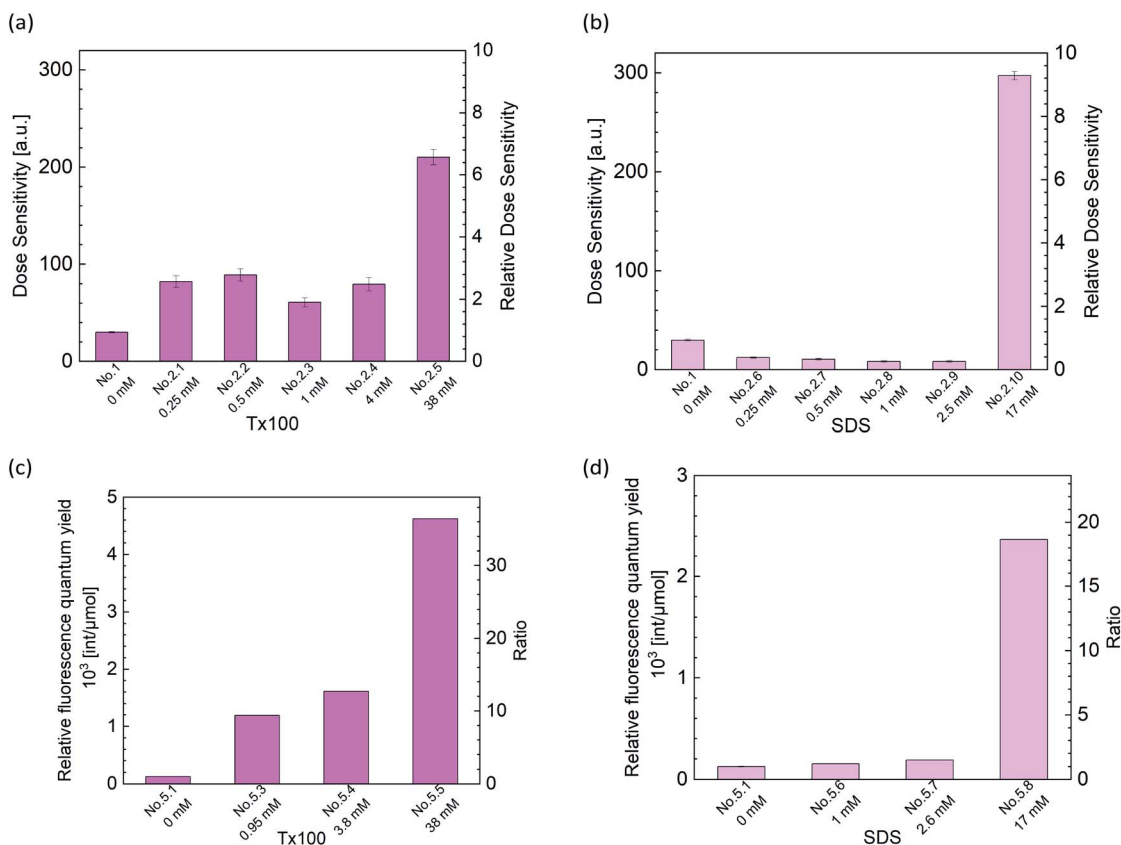 (a)
Dose Sensitivity [a.u.]
300
200
100
0
10
8
6
4
2
0
Relative Dose Sensitivity
No.1
0 mM
No.2.1
0.25 mM
No.2.2
0.5 mM
No.2.3
1 mM
No.2.4
4 mM
No.2.5
38 mM
Tx100
(b)
Dose Sensitivity [a.u.]
300
200
100
0
10
8
6
4
2
0
Relative Dose Sensitivity
No.1
0 mM
No.2.6
0.25 mM
No.2.7
0.5 mM
No.2.8
1 mM
No.2.9
2.5 mM
No.2.10
17 mM
SDS
(c)
Relative fluorescence quantum yield
10³ [int/μmol]
5
4
3
2
1
0
30
20
10
0
Ratio
No.5.1
0 mM
No.5.3
0.95 mM
No.5.4
3.8 mM
No.5.5
38 mM
Tx100
(d)
Relative fluorescence quantum yield
10³ [int/μmol]
3
2
1
0
20
15
10
5
0
Ratio
No.5.1
0 mM
No.5.6
1 mM
No.5.7
2.6 mM
No.5.8
17 mM
SDS